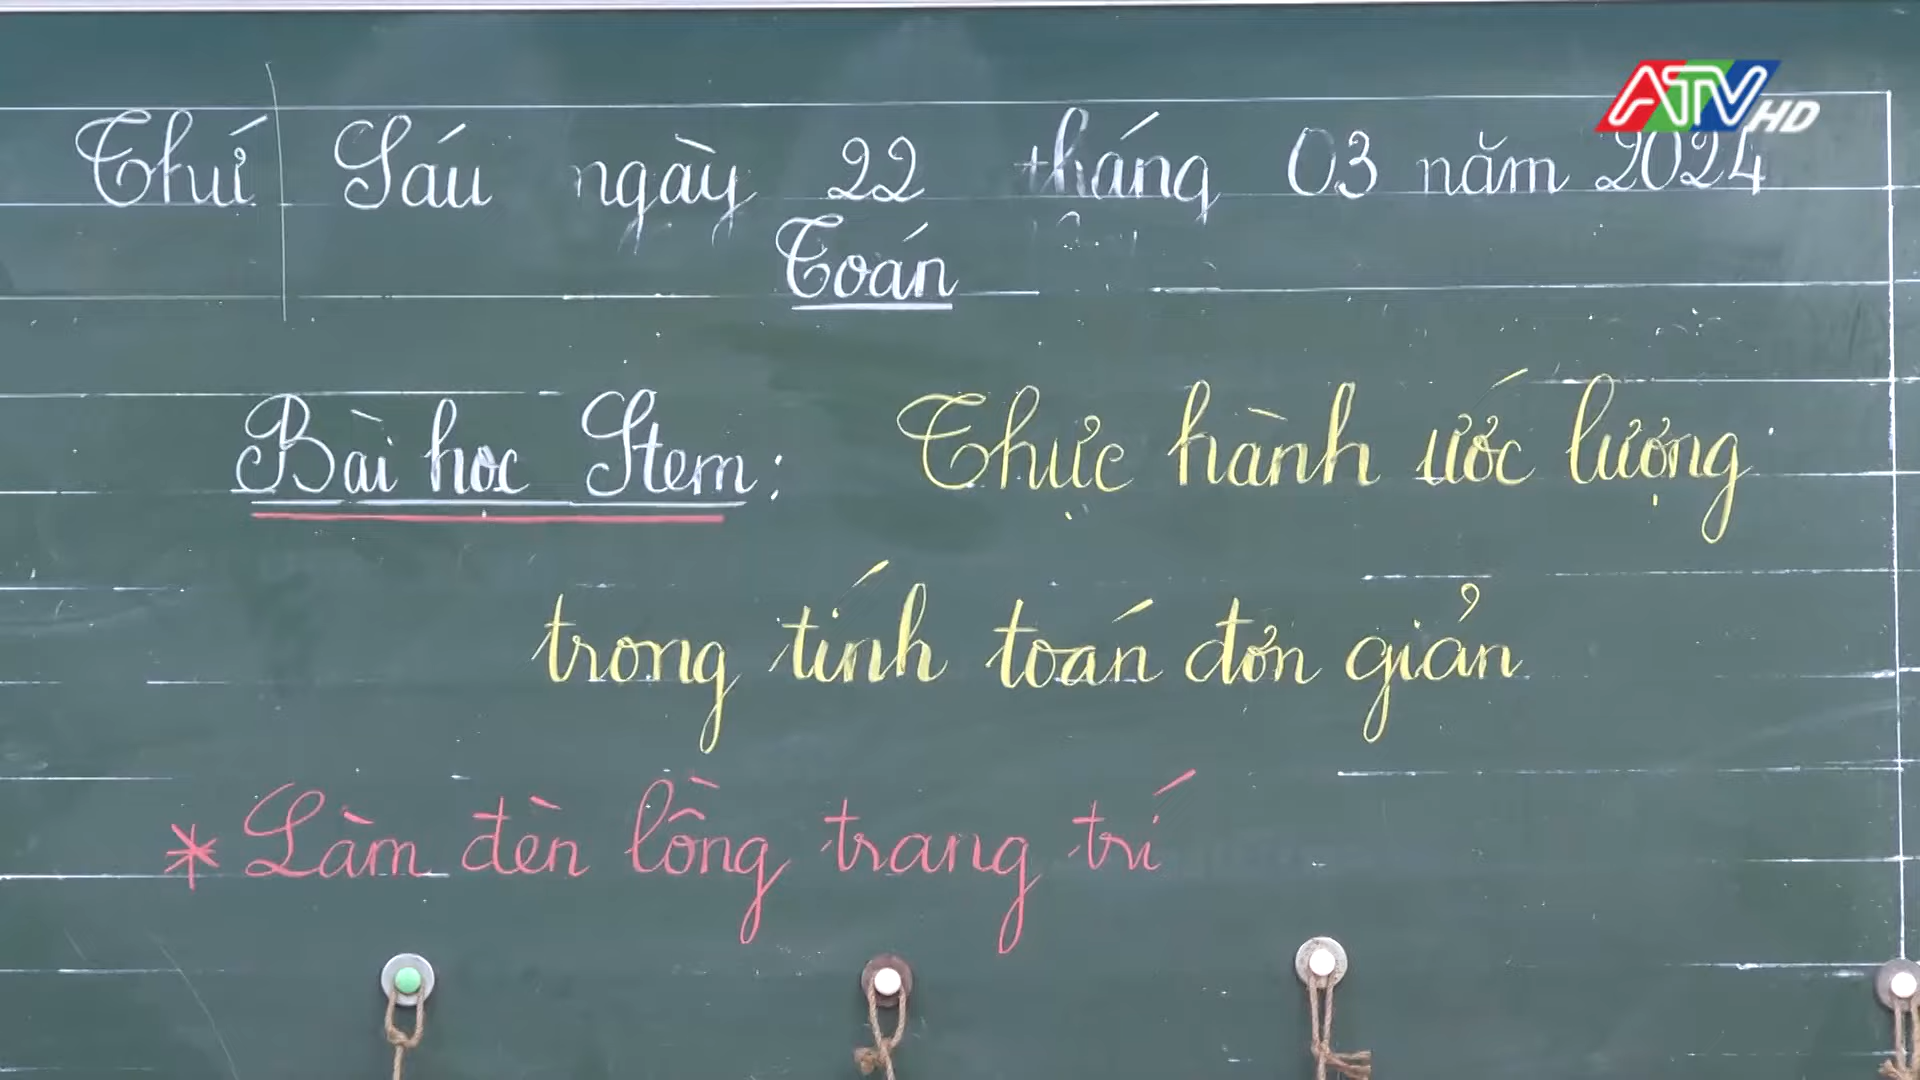 ATV HD
Thứ Sáu ngày 22 tháng 03 năm 2024
Toán
Bài học Stem: Thực hành ước lượng
trong tính toán đơn giản
* Làm đèn lồng trang trí